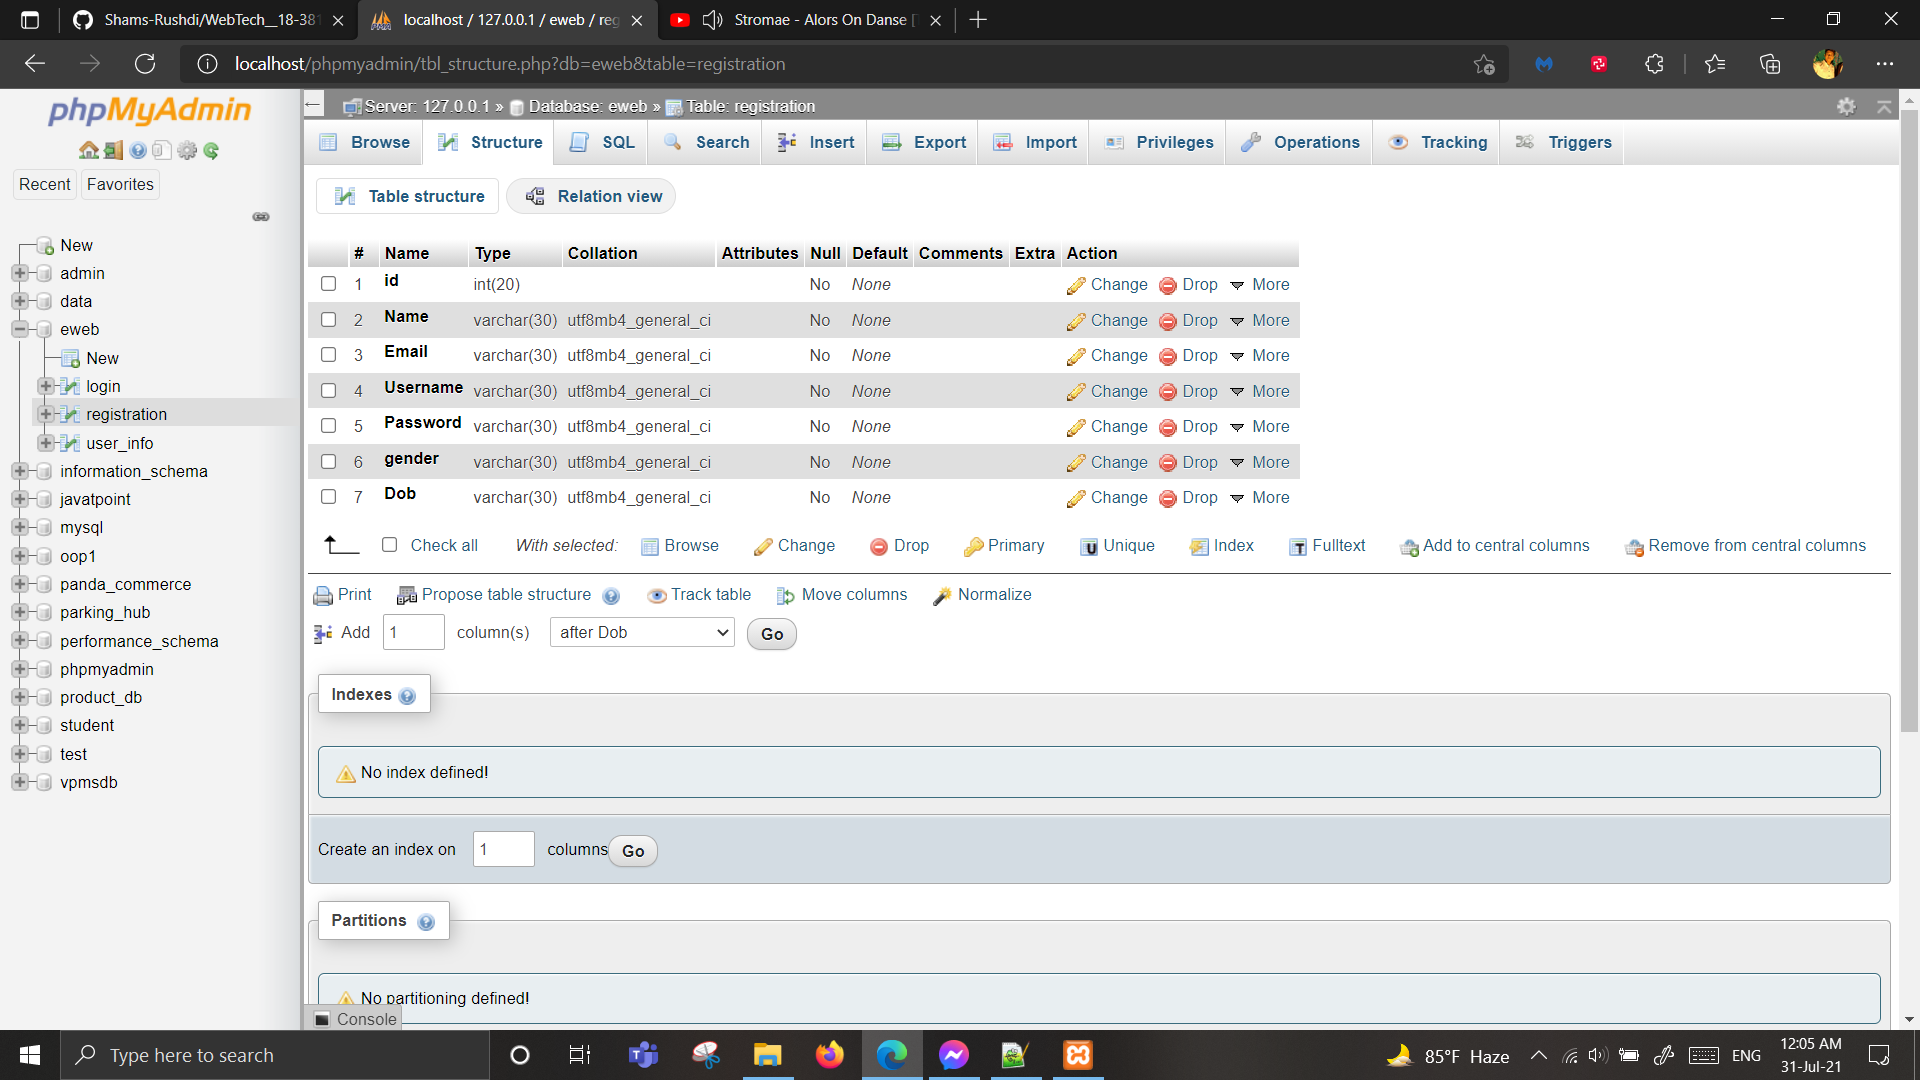 Shams-Rushdi/WebTech__18-381
localhost / 127.0.0.1 / eweb / reg
Stromae - Alors On Danse [
localhost/phpmyadmin/tbl_structure.php?db=eweb&table=registration
phpMyAdmin
Recent Favorites
New
admin
data
eweb
New
login
registration
user_info
information_schema
javatpoint
mysql
oop1
panda_commerce
parking_hub
performance_schema
phpmyadmin
product_db
student
test
vpmsdb
Server: 127.0.0.1 » Database: eweb » Table: registration
Browse Structure SQL Search Insert Export Import Privileges Operations Tracking Triggers
Table structure Relation view
# Name Type Collation Attributes Null Default Comments Extra Action
1 id int(20) No None Change Drop More
2 Name varchar(30) utf8mb4_general_ci No None Change Drop More
3 Email varchar(30) utf8mb4_general_ci No None Change Drop More
4 Username varchar(30) utf8mb4_general_ci No None Change Drop More
5 Password varchar(30) utf8mb4_general_ci No None Change Drop More
6 gender varchar(30) utf8mb4_general_ci No None Change Drop More
7 Dob varchar(30) utf8mb4_general_ci No None Change Drop More
Check all With selected: Browse Change Drop Primary Unique Index Fulltext Add to central columns Remove from central columns
Print Propose table structure Track table Move columns Normalize
Add 1 column(s) after Dob Go
Indexes
No index defined!
Create an index on 1 columns Go
Partitions
No partitioning defined!
Console
Type here to search
85°F Haze
ENG
12:05 AM
31-Jul-21